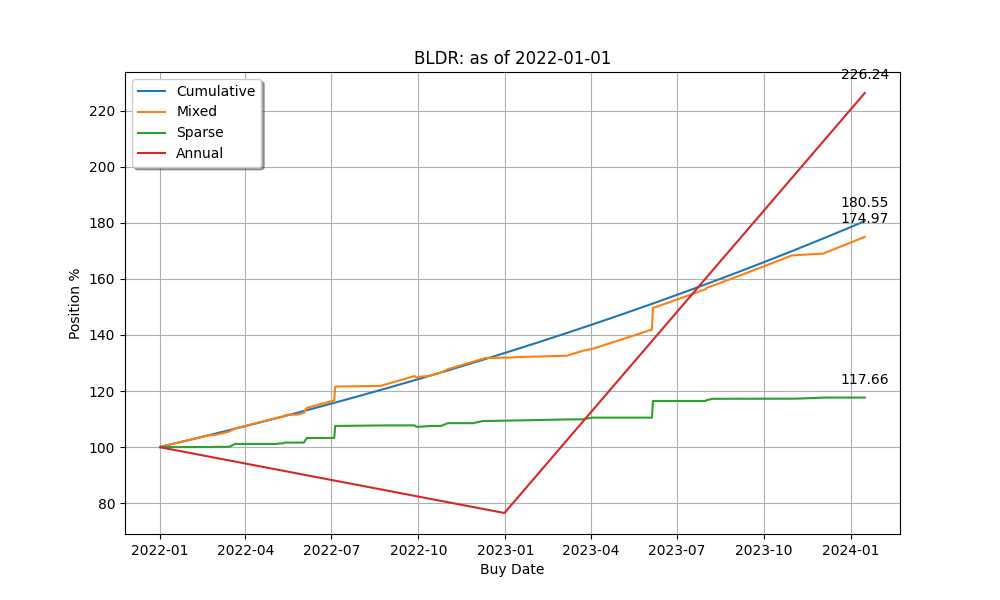 BLDR: as of 2022-01-01
226.24
Cumulative
Mixed
Sparse
Annual
180.55
174.97
117.66
220
200
180
160
140
120
100
80
Position %
2022-01 2022-04 2022-07 2022-10 2023-01 2023-04 2023-07 2023-10 2024-01
Buy Date